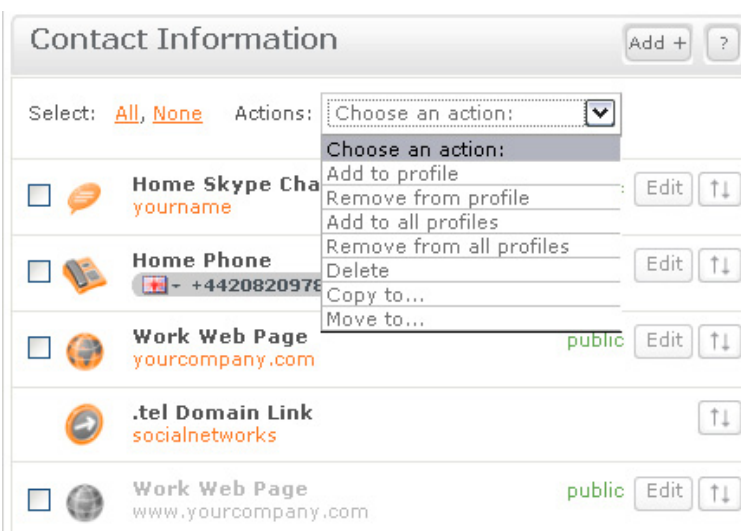 Contact Information
Add +
?
Select: All, None Actions: Choose an action:
Choose an action:
Add to profile
Remove from profile
Add to all profiles
Remove from all profiles
Delete
Copy to...
Move to...
Home Skype Cha
yourname
Edit
Home Phone
+4420820978
Edit
Work Web Page
yourcompany.com
public Edit
.tel Domain Link
socialnetworks
Work Web Page
www.yourcompany.com
public Edit